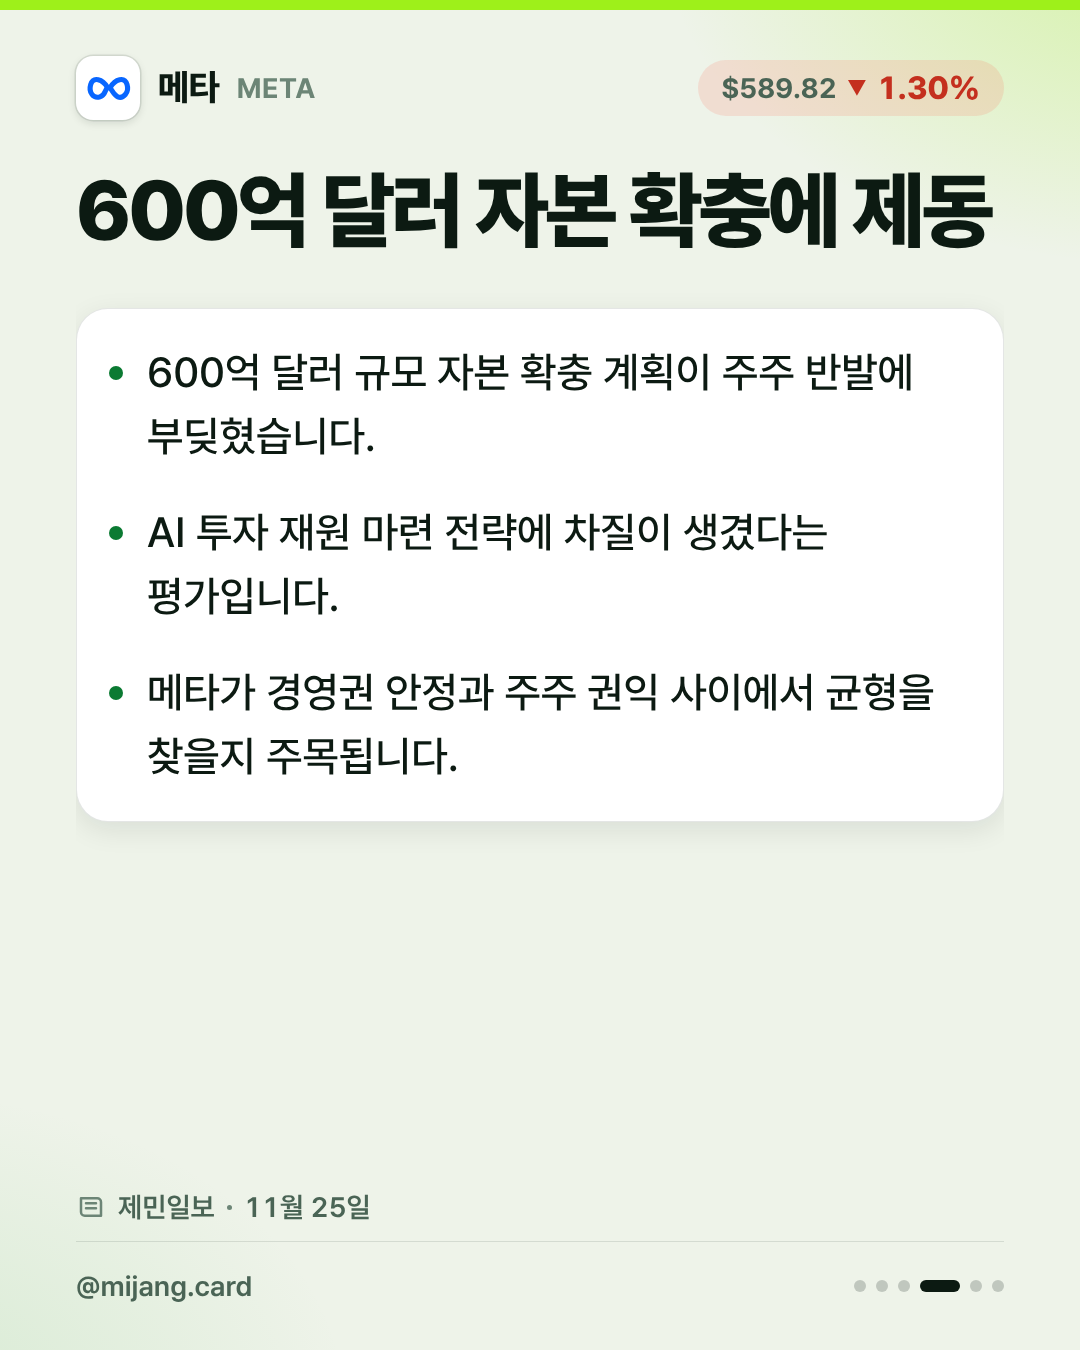 메타 META
$589.82 ▼ 1.30%
600억 달러 자본 확충에 제동
• 600억 달러 규모 자본 확충 계획이 주주 반발에
부딪혔습니다.
• AI 투자 재원 마련 전략에 차질이 생겼다는
평가입니다.
• 메타가 경영권 안정과 주주 권익 사이에서 균형을
찾을지 주목됩니다.
제민일보 · 11월 25일
@mijang.card